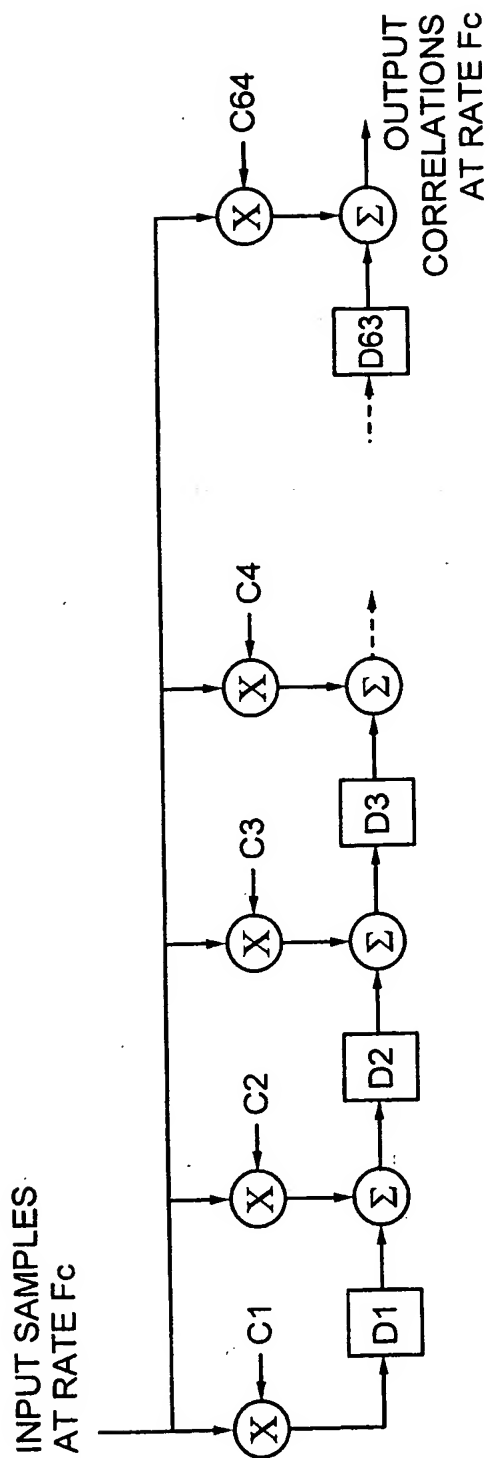 INPUT SAMPLES
AT RATE Fc
C1
C2
C3
C4
C64
X
X
X
X
X
D1
Σ
D2
Σ
D3
Σ
D63
Σ
OUTPUT
CORRELATIONS
AT RATE Fc